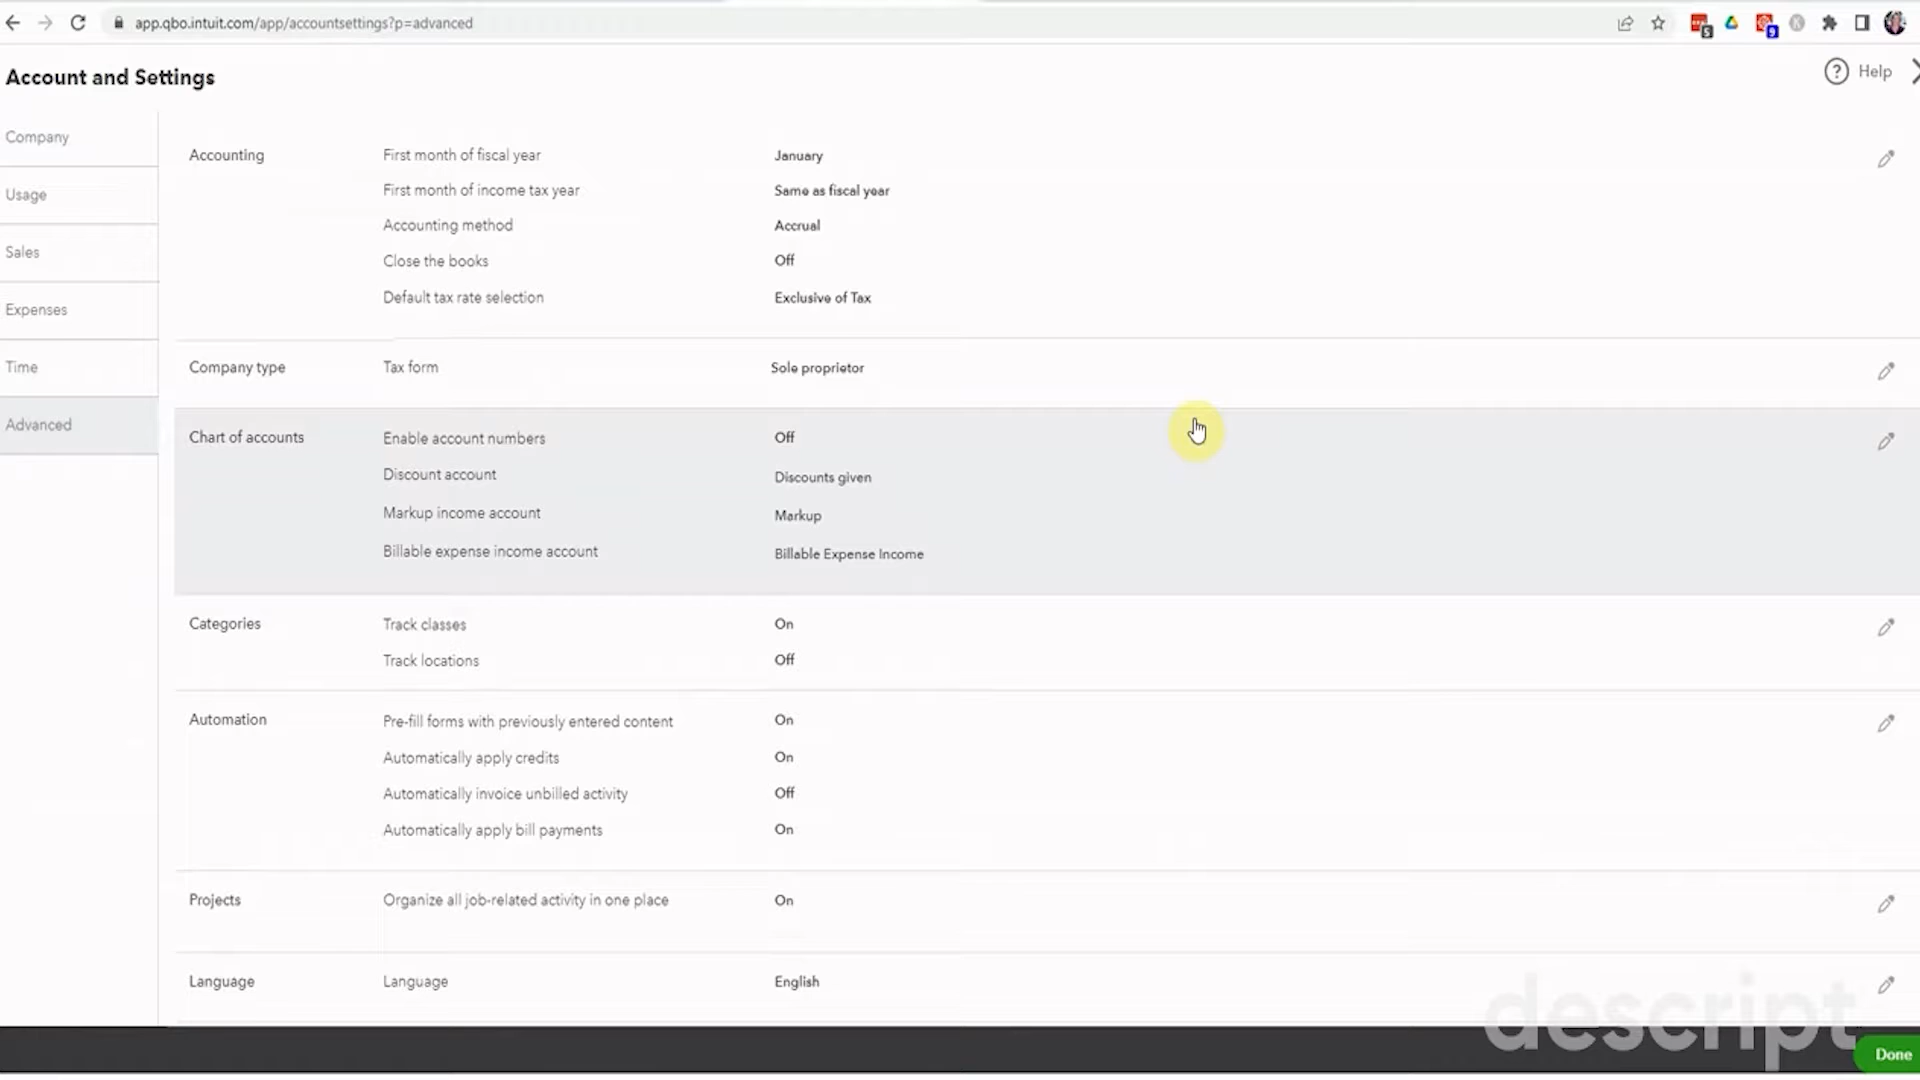 app.qbo.intuit.com/app/accountsettings?p=advanced
5
9
Account and Settings
? Help
Company
Usage
Sales
Expenses
Time
Advanced
Accounting
First month of fiscal year January
First month of income tax year Same as fiscal year
Accounting method Accrual
Close the books Off
Default tax rate selection Exclusive of Tax
Company type Tax form Sole proprietor
Chart of accounts Enable account numbers Off
Discount account Discounts given
Markup income account Markup
Billable expense income account Billable Expense Income
Categories Track classes On
Track locations Off
Automation Pre-fill forms with previously entered content On
Automatically apply credits On
Automatically invoice unbilled activity Off
Automatically apply bill payments On
Projects Organize all job-related activity in one place On
Language Language English
descript
Done